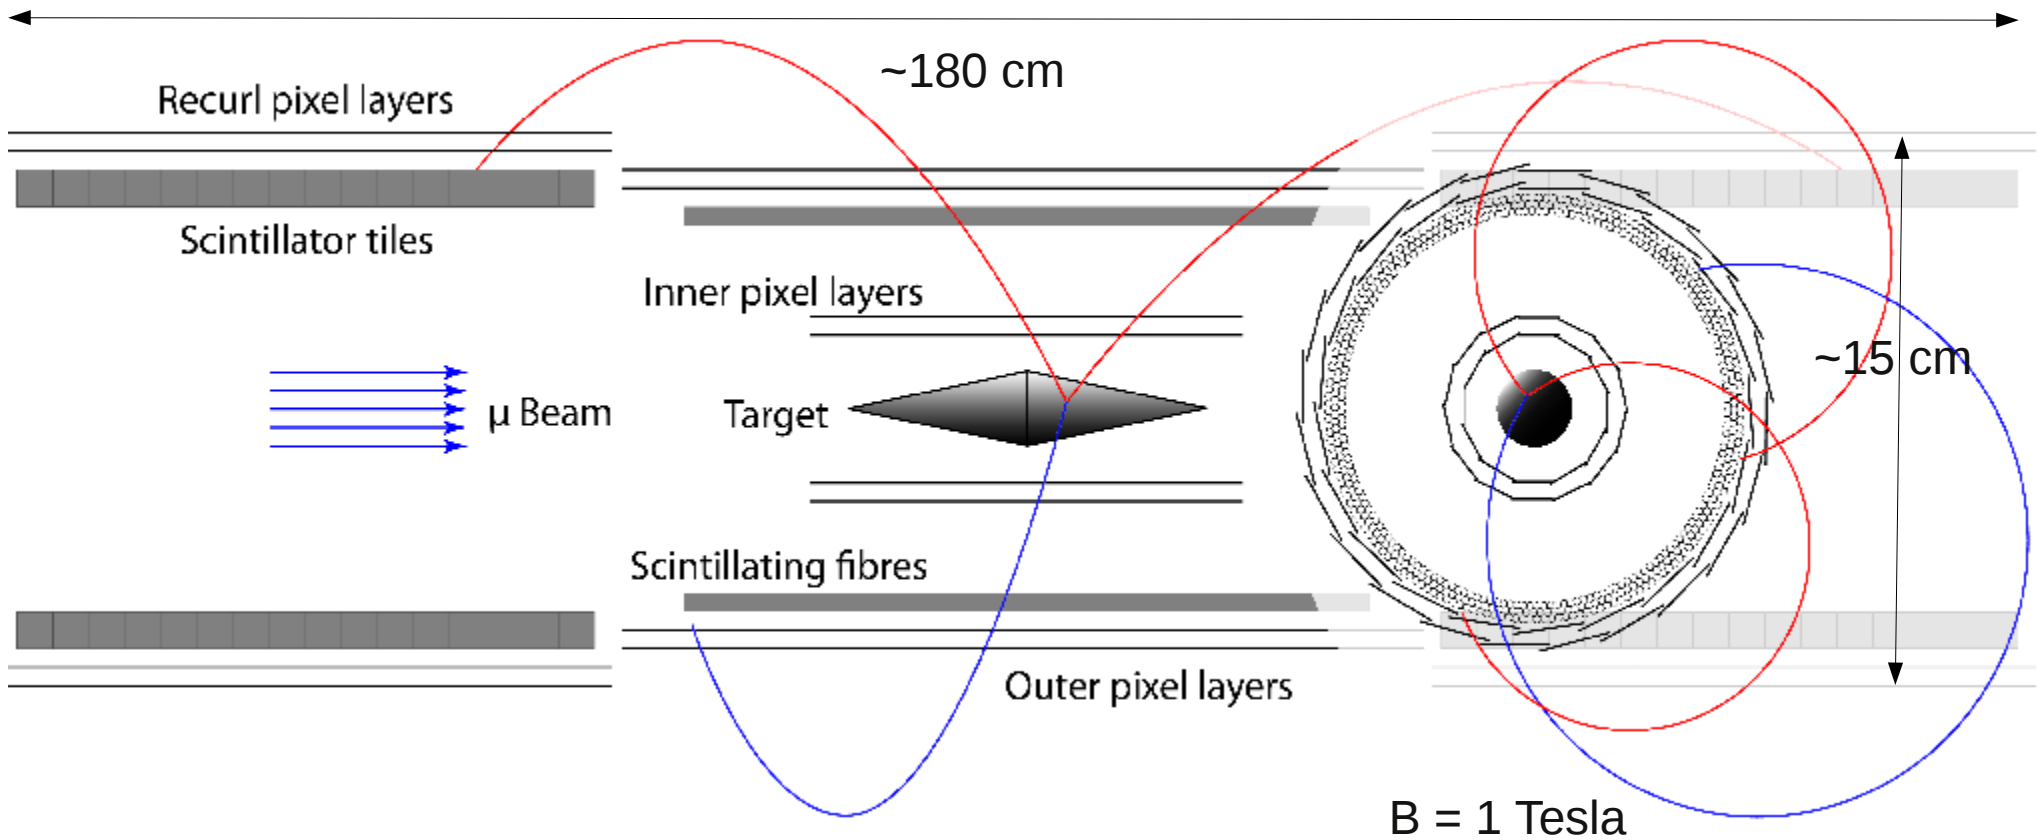 ~180 cm
Recurl pixel layers
Scintillator tiles
Inner pixel layers
~15 cm
μ Beam
Target
Scintillating fibres
Outer pixel layers
B = 1 Tesla